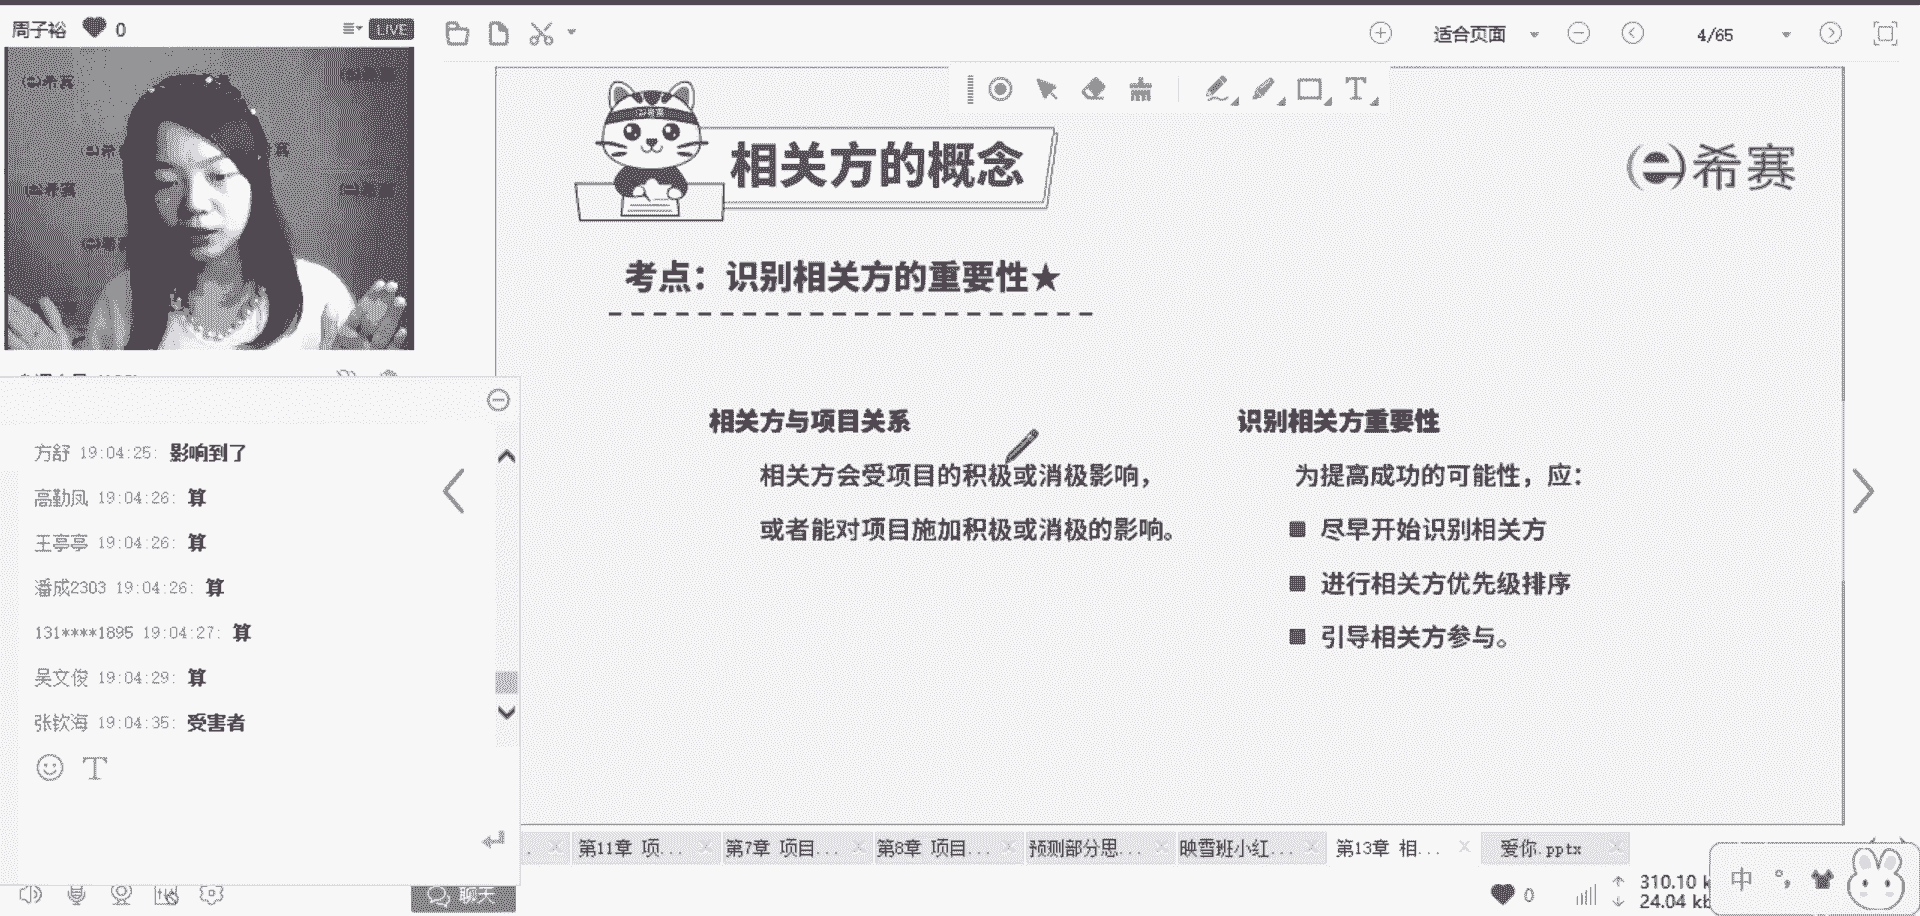 周子裕 0 LIVE
适合页面 4/65
相关方的概念
希赛
考点：识别相关方的重要性★
相关方与项目关系
相关方会受项目的积极或消极影响，
或者能对项目施加积极或消极的影响。
识别相关方重要性
为提高成功的可能性，应：
■ 尽早开始识别相关方
■ 进行相关方优先级排序
■ 引导相关方参与。
方舒 19:04:25: 影响到了
高勤凤 19:04:26: 算
王亭亭 19:04:26: 算
潘成2303 19:04:26: 算
131****1895 19:04:27: 算
吴文俊 19:04:29: 算
张钦海 19:04:35: 受害者
第11章 项... 第7章 项目... 第8章 项目... 预测部分思... 映雪班小红... 第13章 相... 爱你.pptx
聊天
0 310.10 k
24.04 kb
中